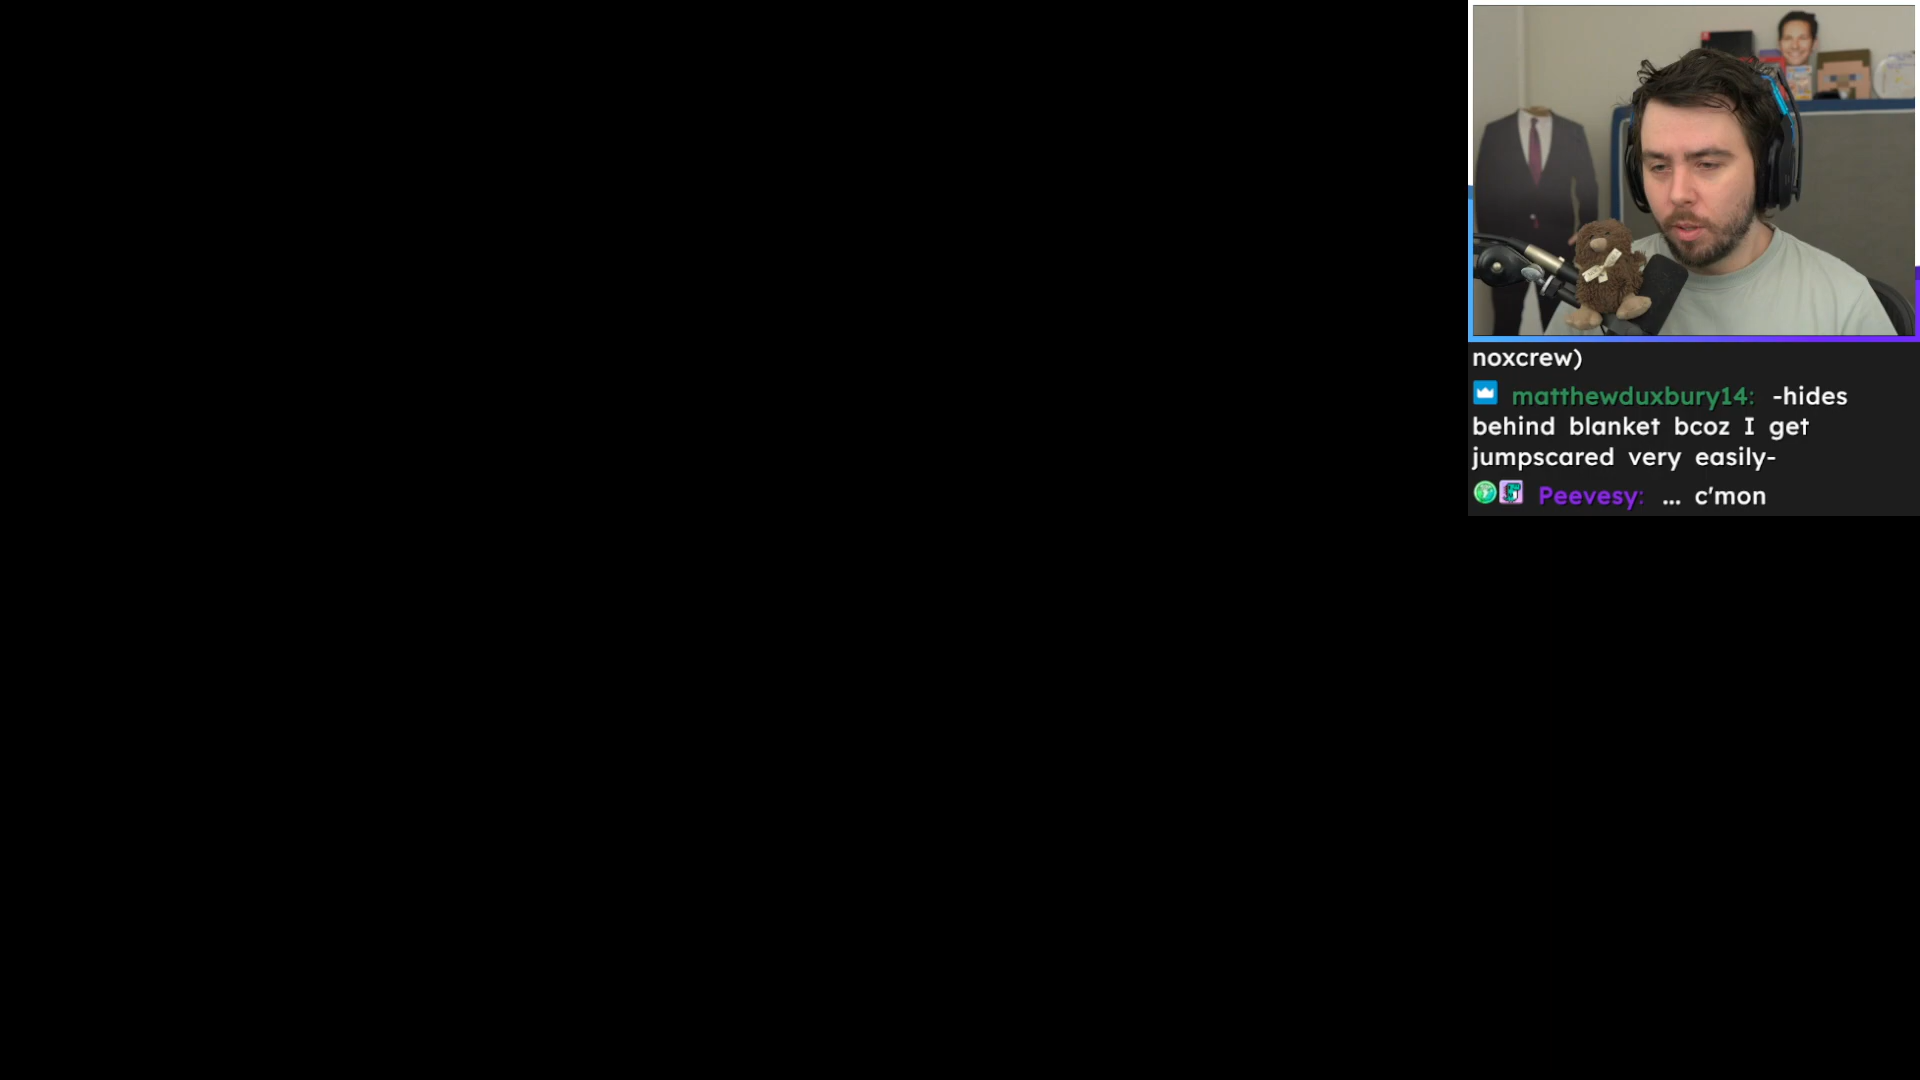 noxcrew)
matthewduxbury14: -hides
behind blanket bcoz I get
jumpscared very easily-
Peevesy: ... c'mon